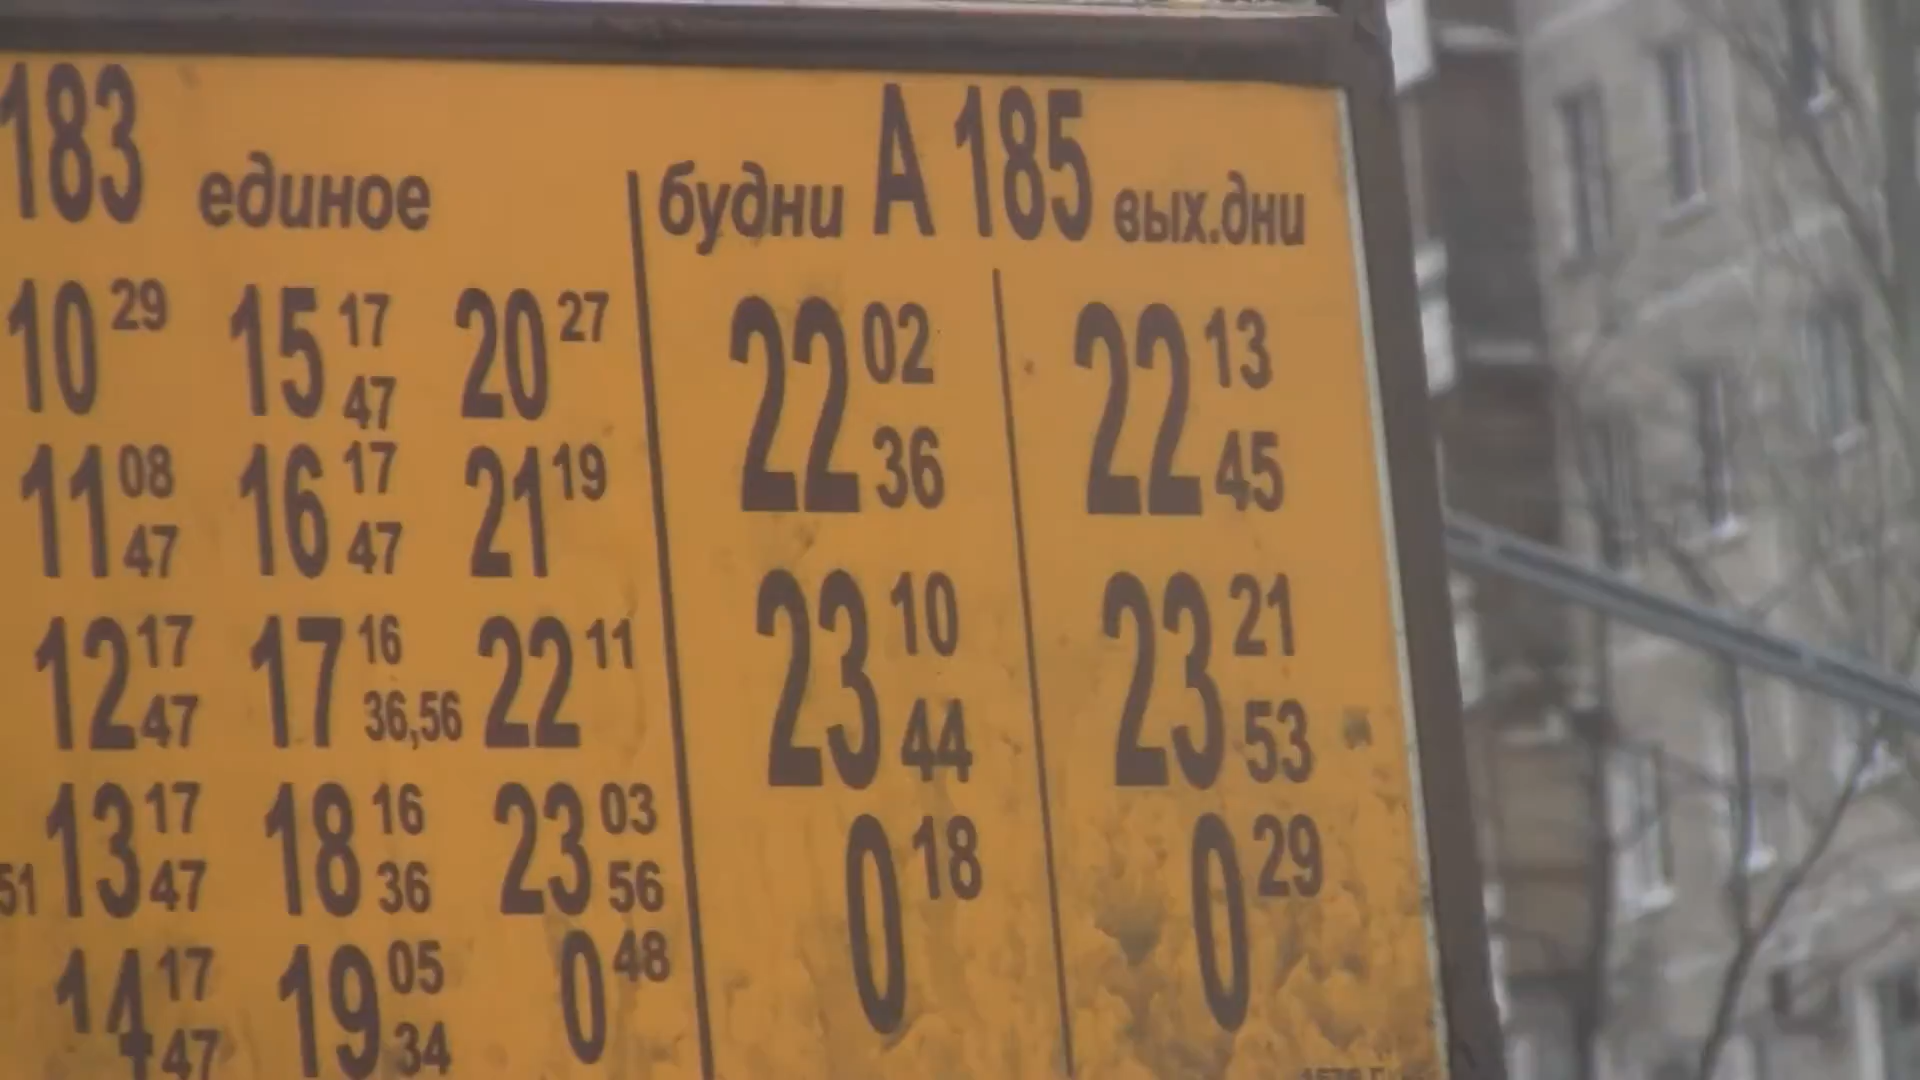 183 единое
будни А 185 вых.дни
10 29 15 17 47 20 27
11 08 47 16 17 47 21 19
12 17 47 17 16 36,56 22 11
51 13 17 47 18 16 36 23 03 56
14 17 47 19 05 34 0 48
22 02 36 22 13 45
23 10 44 23 21 53
0 18 0 29